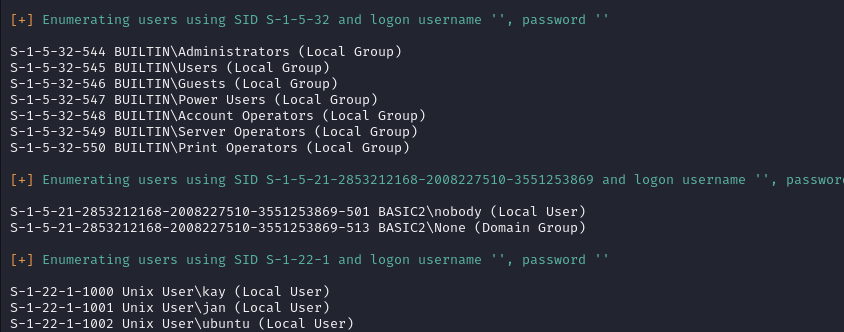 [+] Enumerating users using SID S-1-5-32 and logon username '', password ''
S-1-5-32-544 BUILTIN\Administrators (Local Group)
S-1-5-32-545 BUILTIN\Users (Local Group)
S-1-5-32-546 BUILTIN\Guests (Local Group)
S-1-5-32-547 BUILTIN\Power Users (Local Group)
S-1-5-32-548 BUILTIN\Account Operators (Local Group)
S-1-5-32-549 BUILTIN\Server Operators (Local Group)
S-1-5-32-550 BUILTIN\Print Operators (Local Group)
[+] Enumerating users using SID S-1-5-21-2853212168-2008227510-3551253869 and logon username '', passwor
S-1-5-21-2853212168-2008227510-3551253869-501 BASIC2\nobody (Local User)
S-1-5-21-2853212168-2008227510-3551253869-513 BASIC2\None (Domain Group)
[+] Enumerating users using SID S-1-22-1 and logon username '', password ''
S-1-22-1-1000 Unix User\kay (Local User)
S-1-22-1-1001 Unix User\jan (Local User)
S-1-22-1-1002 Unix User\ubuntu (Local User)